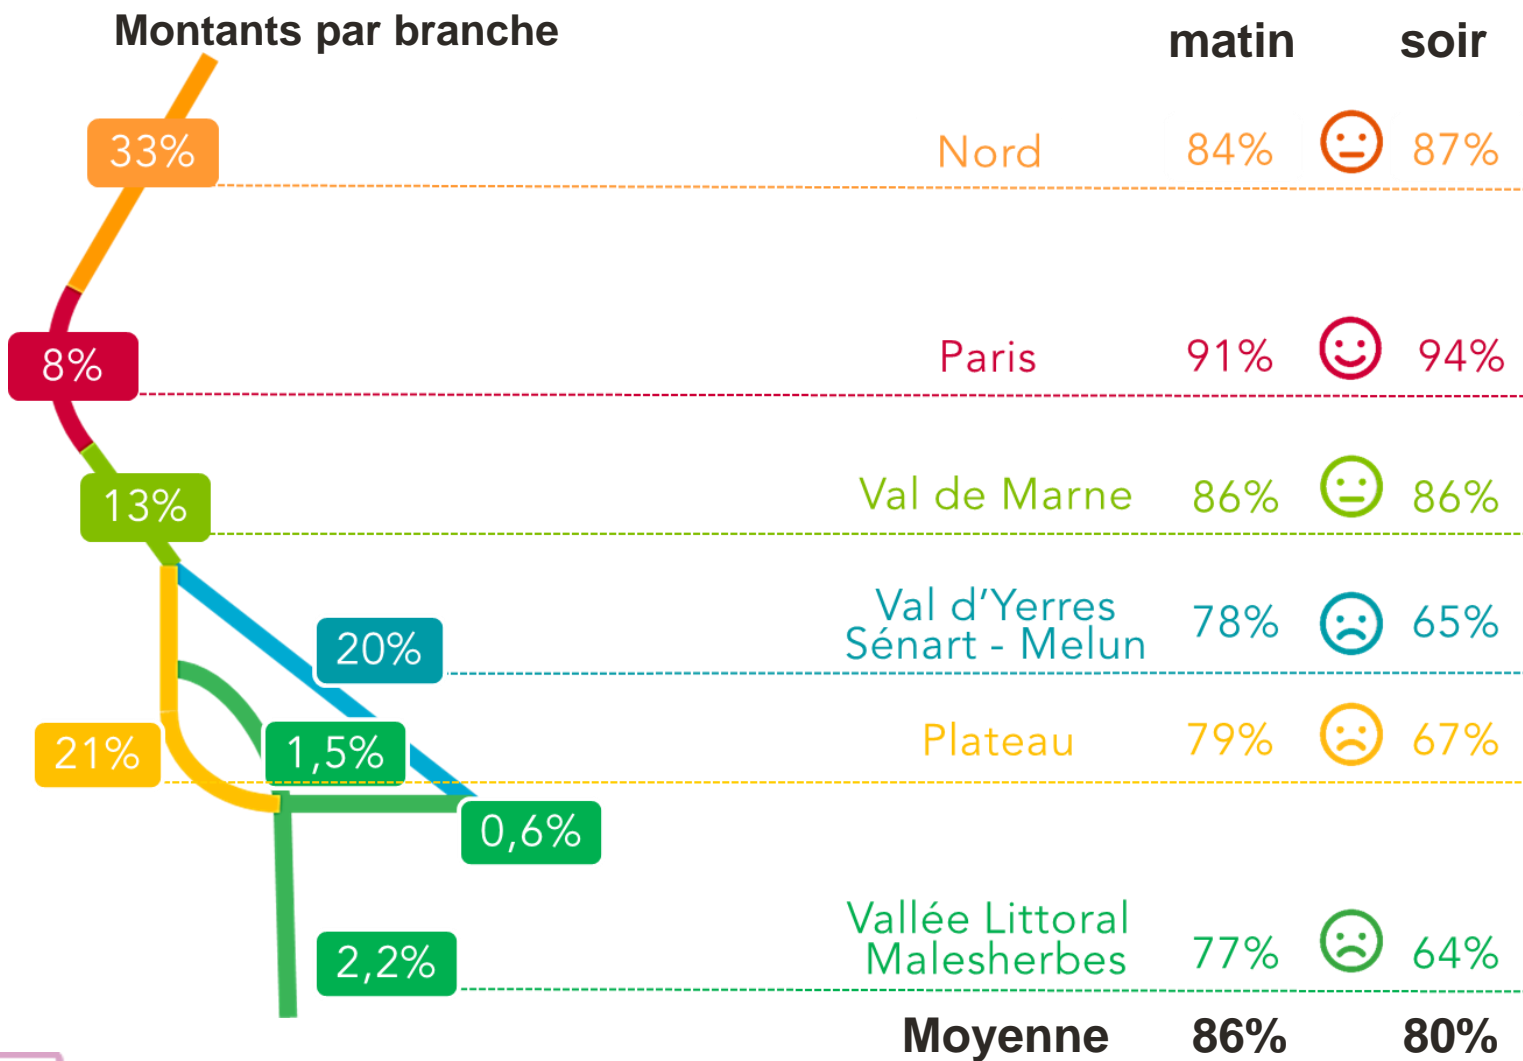 Montants par branche
matin soir
33% Nord 84% 87%
8% Paris 91% 94%
13% Val de Marne 86% 86%
20% Val d'Yerres
Sénart - Melun 78% 65%
21% 1,5% Plateau 79% 67%
0,6%
2,2% Vallée Littoral
Malesherbes 77% 64%
Moyenne 86% 80%